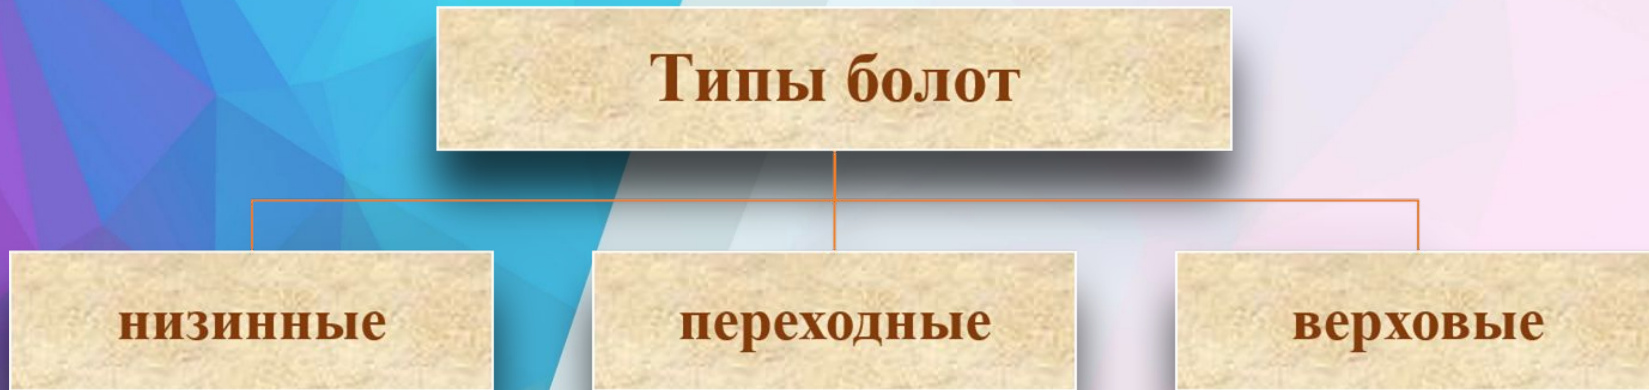 Типы болот
низинные
переходные
верховые